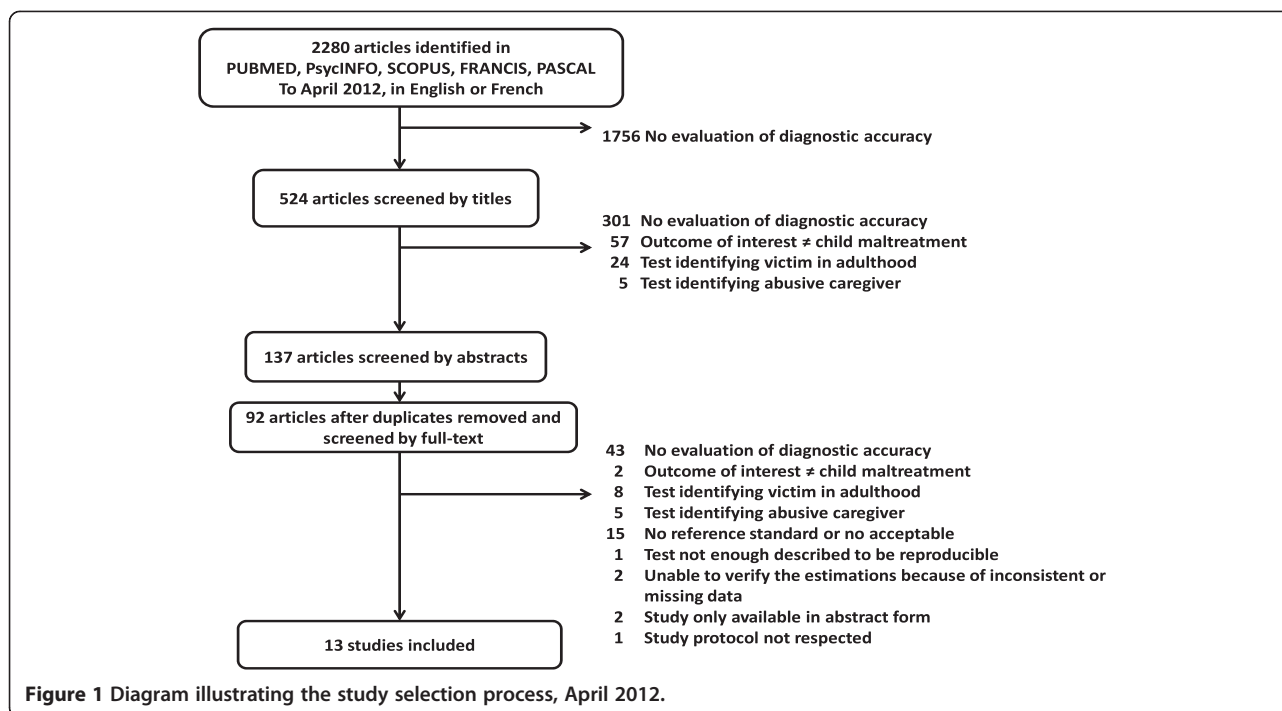 2280 articles identified in
PUBMED, PsycINFO, SCOPUS, FRANCIS, PASCAL
To April 2012, in English or French
1756 No evaluation of diagnostic accuracy
524 articles screened by titles
301 No evaluation of diagnostic accuracy
57 Outcome of interest ≠ child maltreatment
24 Test identifying victim in adulthood
5 Test identifying abusive caregiver
137 articles screened by abstracts
92 articles after duplicates removed and
screened by full-text
43 No evaluation of diagnostic accuracy
2 Outcome of interest ≠ child maltreatment
8 Test identifying victim in adulthood
5 Test identifying abusive caregiver
15 No reference standard or no acceptable
1 Test not enough described to be reproducible
2 Unable to verify the estimations because of inconsistent or
missing data
2 Study only available in abstract form
1 Study protocol not respected
13 studies included
Figure 1 Diagram illustrating the study selection process, April 2012.